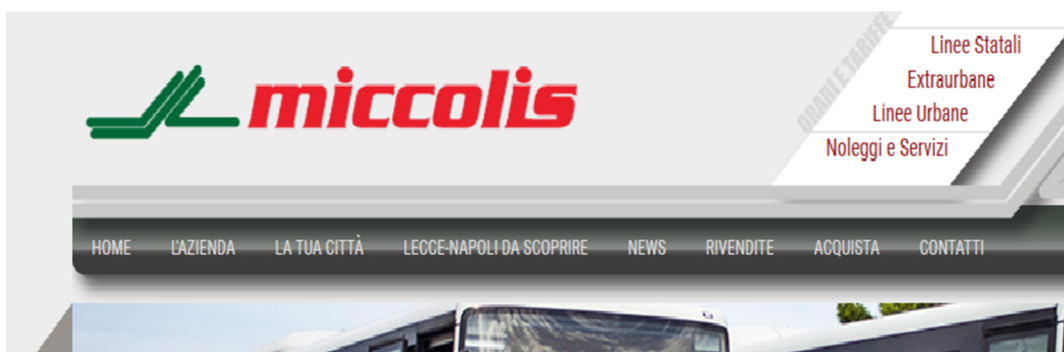 miccolis
ORARI E TARIFFE
Linee Statali
Extraurbane
Linee Urbane
Noleggi e Servizi
HOME L'AZIENDA LA TUA CITTÀ LECCE-NAPOLI DA SCOPRIRE NEWS RIVENDITE ACQUISTA CONTATTI